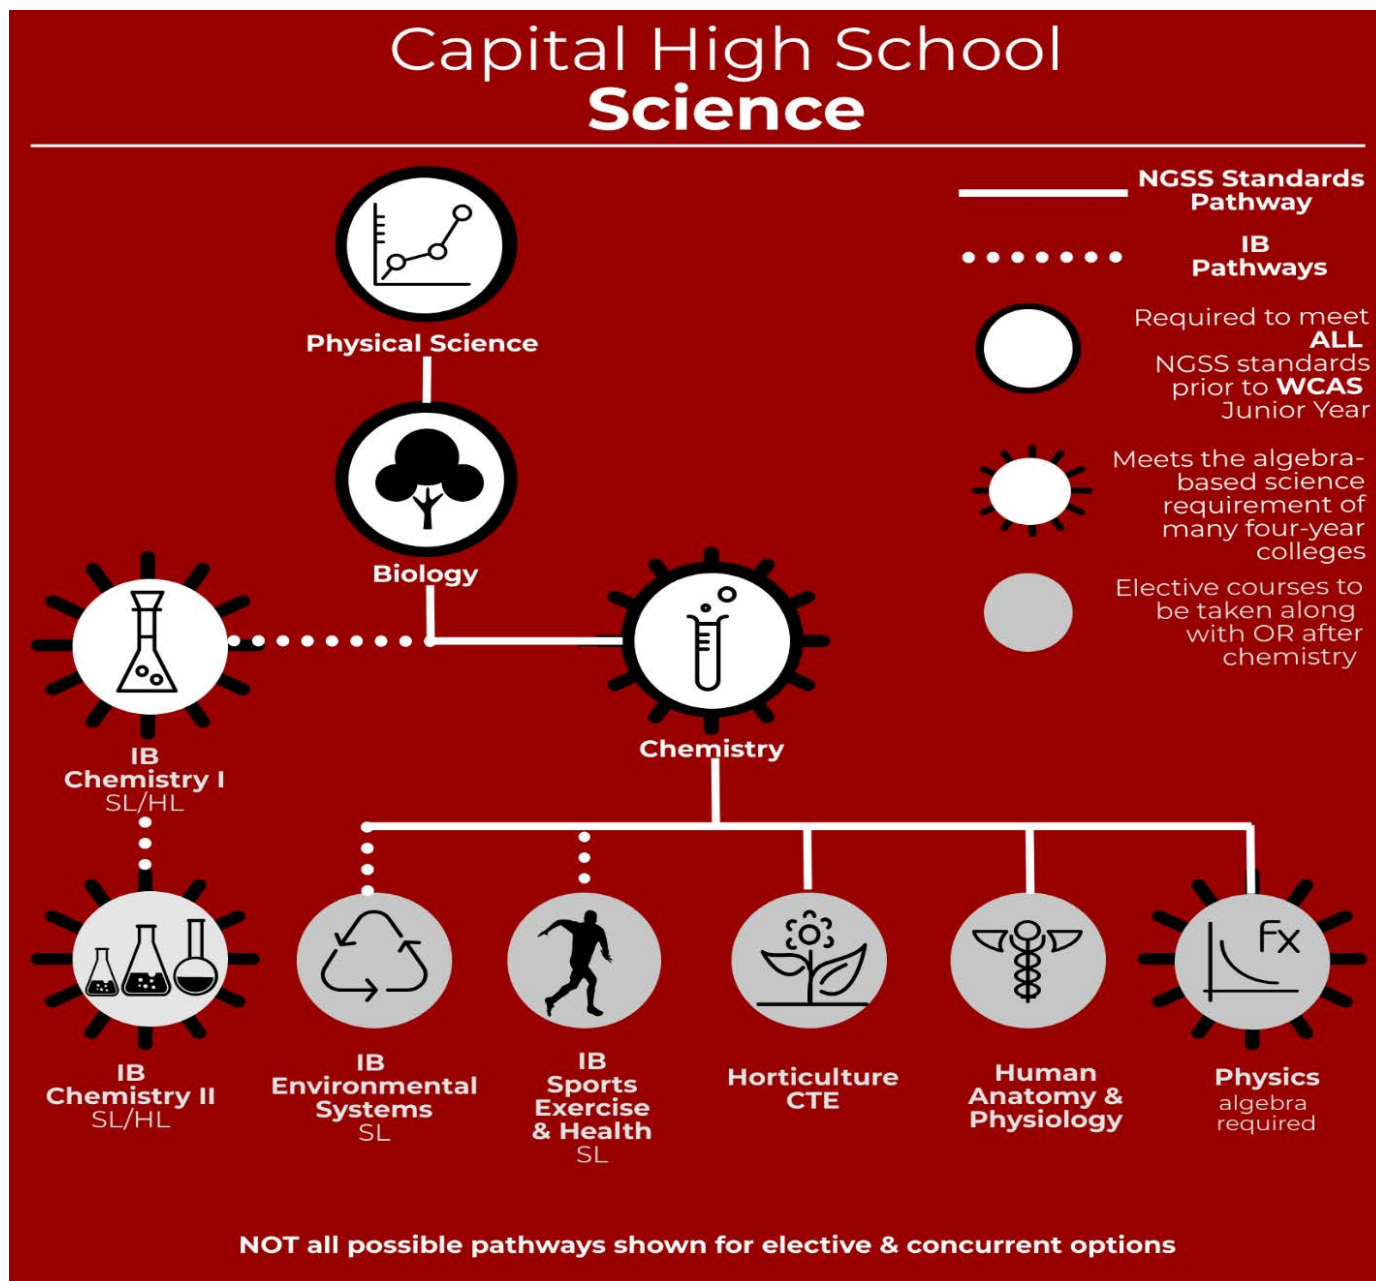 Capital High School
Science
NGSS Standards
Pathway
IB
Pathways
Required to meet
ALL
NGSS standards
prior to WCAS
Junior Year
Meets the algebra-
based science
requirement of
many four-year
colleges
Elective courses to
be taken along
with OR after
chemistry
Physical Science
Biology
IB
Chemistry I
SL/HL
Chemistry
IB
Chemistry II
SL/HL
IB
Environmental
Systems
SL
IB
Sports
Exercise
& Health
SL
Horticulture
CTE
Human
Anatomy &
Physiology
Fx
Physics
algebra
required
NOT all possible pathways shown for elective & concurrent options